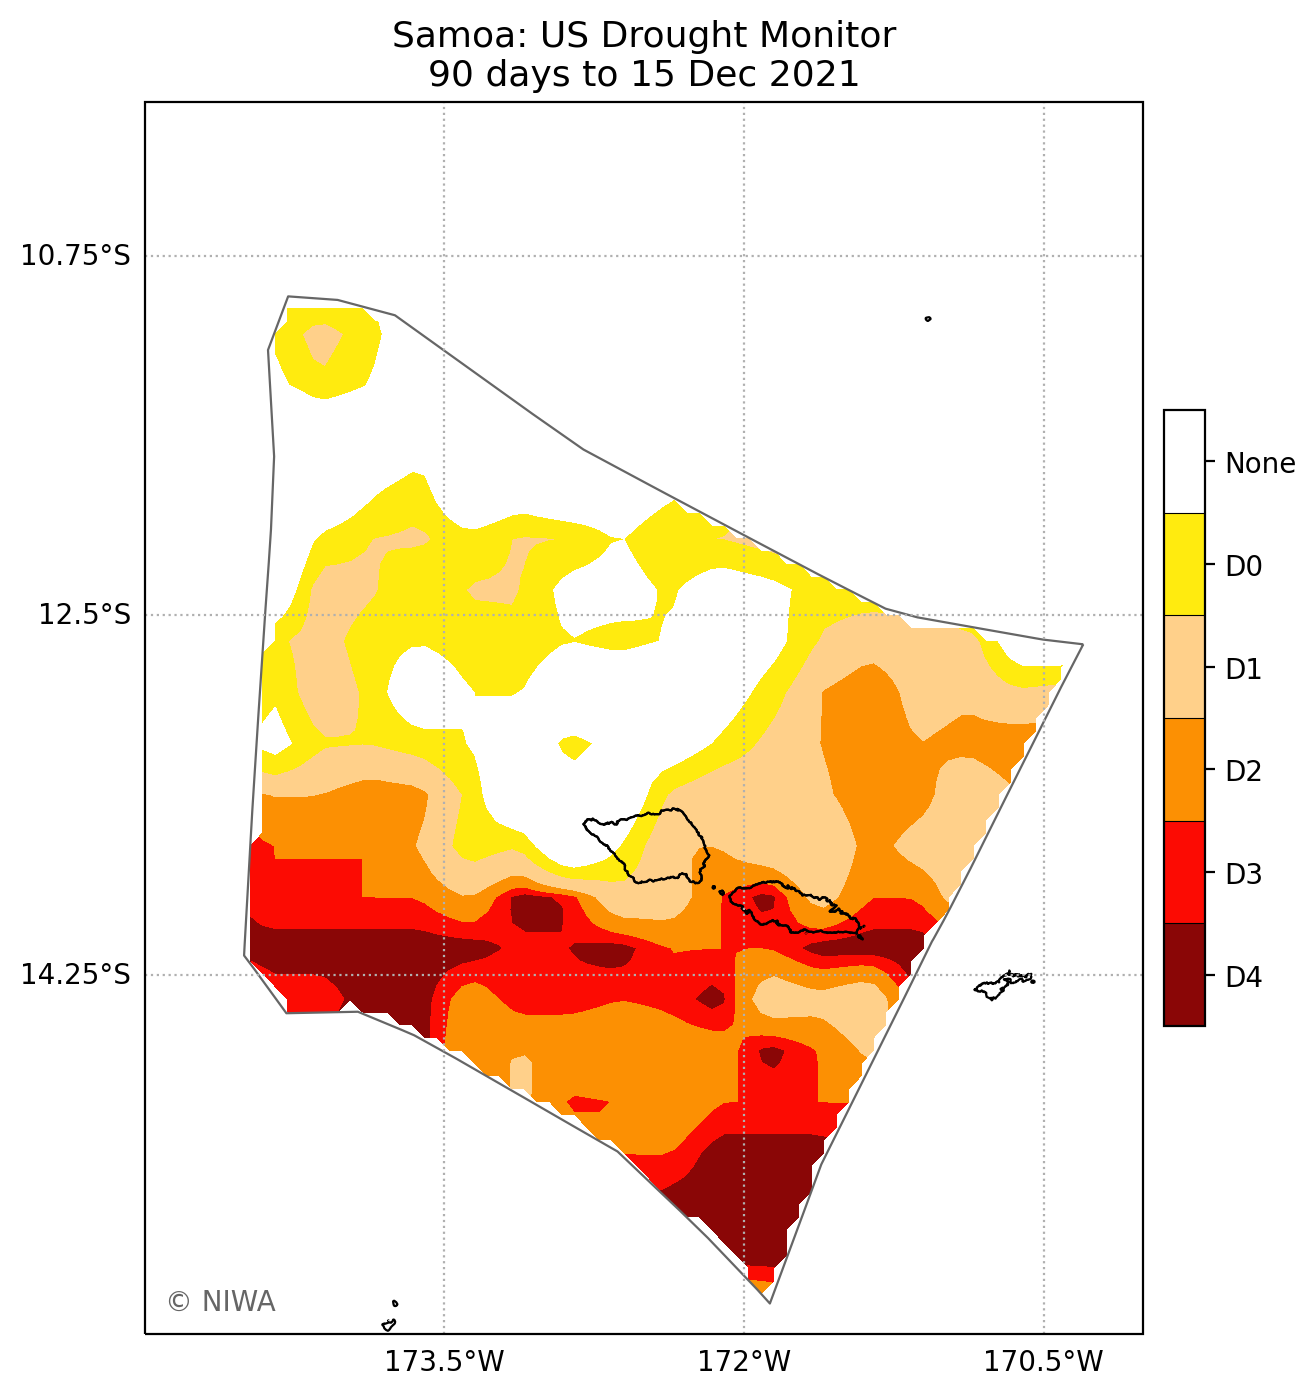 Samoa: US Drought Monitor
90 days to 15 Dec 2021
10.75°S
12.5°S
14.25°S
173.5°W
172°W
170.5°W
None
D0
D1
D2
D3
D4
© NIWA